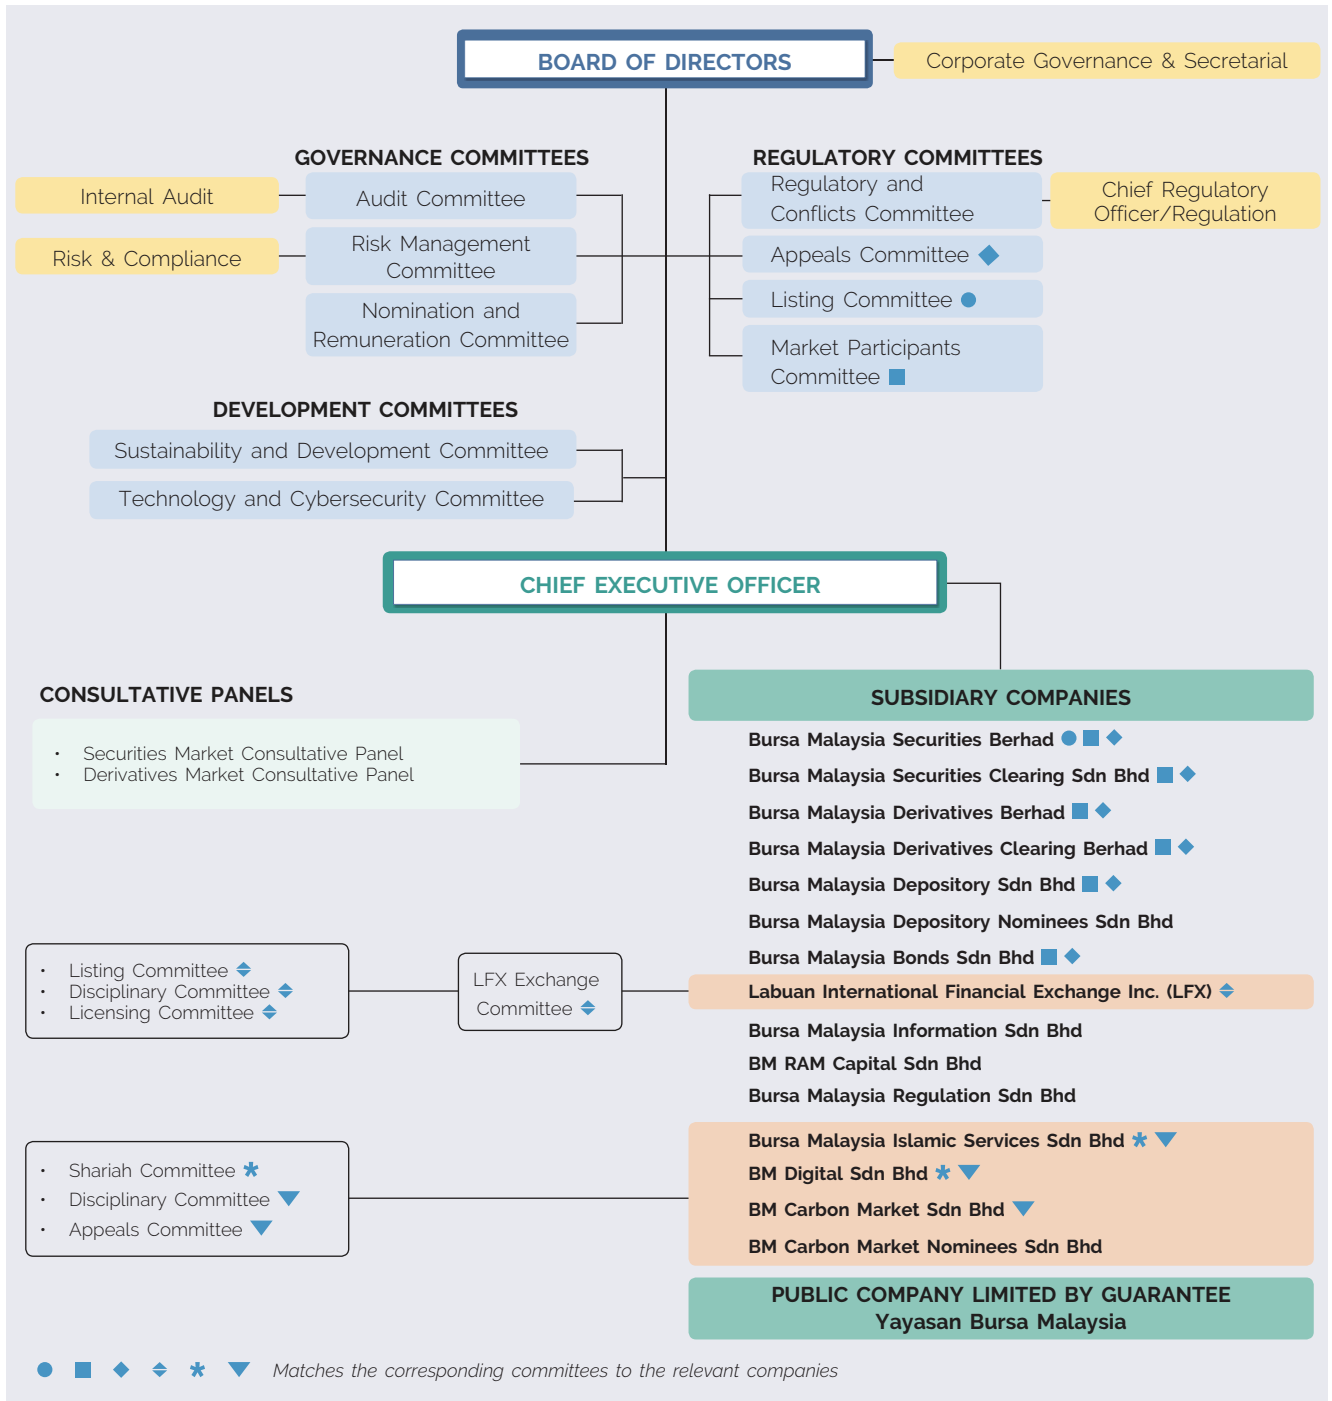 BOARD OF DIRECTORS
Corporate Governance & Secretarial
GOVERNANCE COMMITTEES
Internal Audit
Audit Committee
Risk & Compliance
Risk Management
Committee
Nomination and
Remuneration Committee
REGULATORY COMMITTEES
Regulatory and
Conflicts Committee
Chief Regulatory
Officer/Regulation
Appeals Committee
Listing Committee
Market Participants
Committee
DEVELOPMENT COMMITTEES
Sustainability and Development Committee
Technology and Cybersecurity Committee
CHIEF EXECUTIVE OFFICER
CONSULTATIVE PANELS
• Securities Market Consultative Panel
• Derivatives Market Consultative Panel
SUBSIDIARY COMPANIES
Bursa Malaysia Securities Berhad
Bursa Malaysia Securities Clearing Sdn Bhd
Bursa Malaysia Derivatives Berhad
Bursa Malaysia Derivatives Clearing Berhad
Bursa Malaysia Depository Sdn Bhd
Bursa Malaysia Depository Nominees Sdn Bhd
Bursa Malaysia Bonds Sdn Bhd
Labuan International Financial Exchange Inc. (LFX)
LFX Exchange
Committee
• Listing Committee
• Disciplinary Committee
• Licensing Committee
Bursa Malaysia Information Sdn Bhd
BM RAM Capital Sdn Bhd
Bursa Malaysia Regulation Sdn Bhd
Bursa Malaysia Islamic Services Sdn Bhd *
BM Digital Sdn Bhd *
BM Carbon Market Sdn Bhd
BM Carbon Market Nominees Sdn Bhd
• Shariah Committee *
• Disciplinary Committee
• Appeals Committee
PUBLIC COMPANY LIMITED BY GUARANTEE
Yayasan Bursa Malaysia
* Matches the corresponding committees to the relevant companies